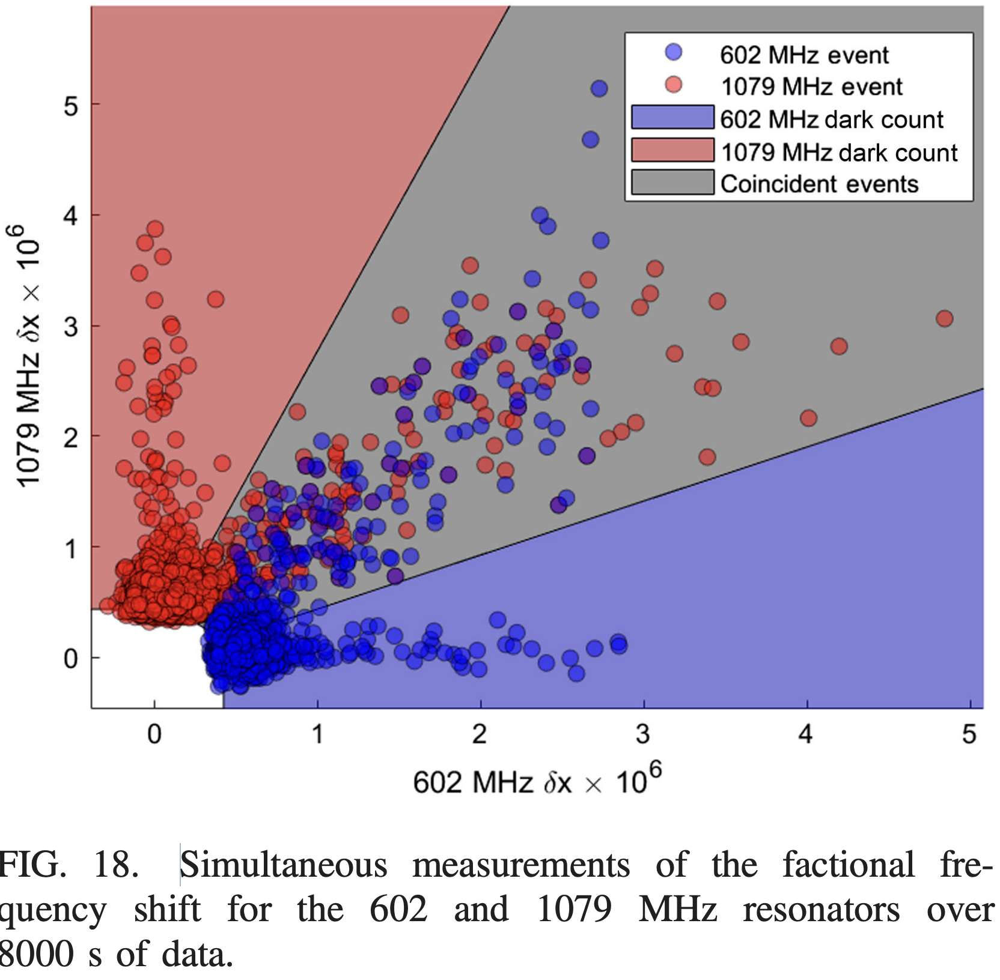 602 MHz event
1079 MHz event
602 MHz dark count
1079 MHz dark count
Coincident events
1079 MHz δx × 10⁶
5
4
3
2
1
0
0 1 2 3 4 5
602 MHz δx × 10⁶
FIG. 18. Simultaneous measurements of the factional fre-
quency shift for the 602 and 1079 MHz resonators over
8000 s of data.